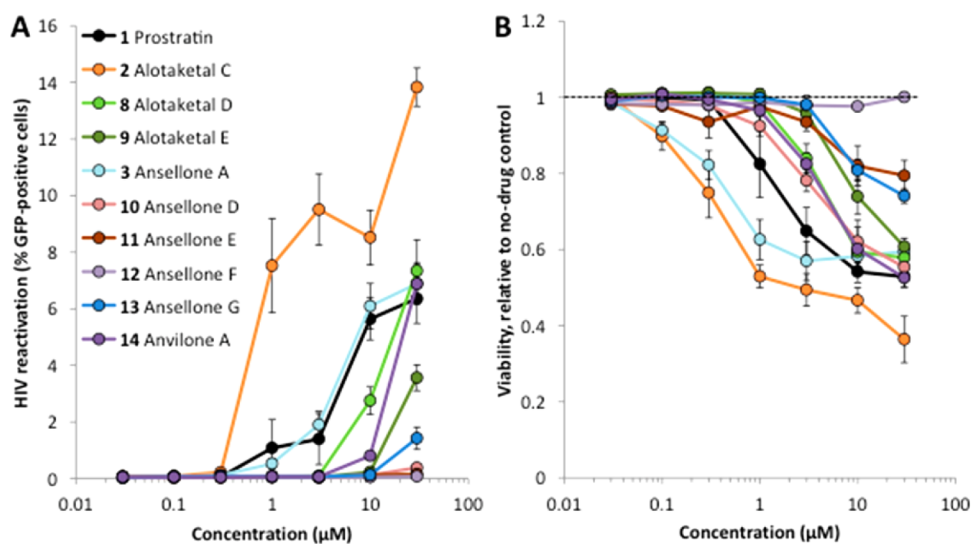 A
HIV reactivation (% GFP-positive cells)
16
14
12
10
8
6
4
2
0
1 Prostratin
2 Alotaketal C
8 Alotaketal D
9 Alotaketal E
3 Ansellone A
10 Ansellone D
11 Ansellone E
12 Ansellone F
13 Ansellone G
14 Anvilone A
0.01 0.1 1 10 100
Concentration (µM)
B
Viability, relative to no-drug control
1.2
1
0.8
0.6
0.4
0.2
0
0.01 0.1 1 10 100
Concentration (µM)